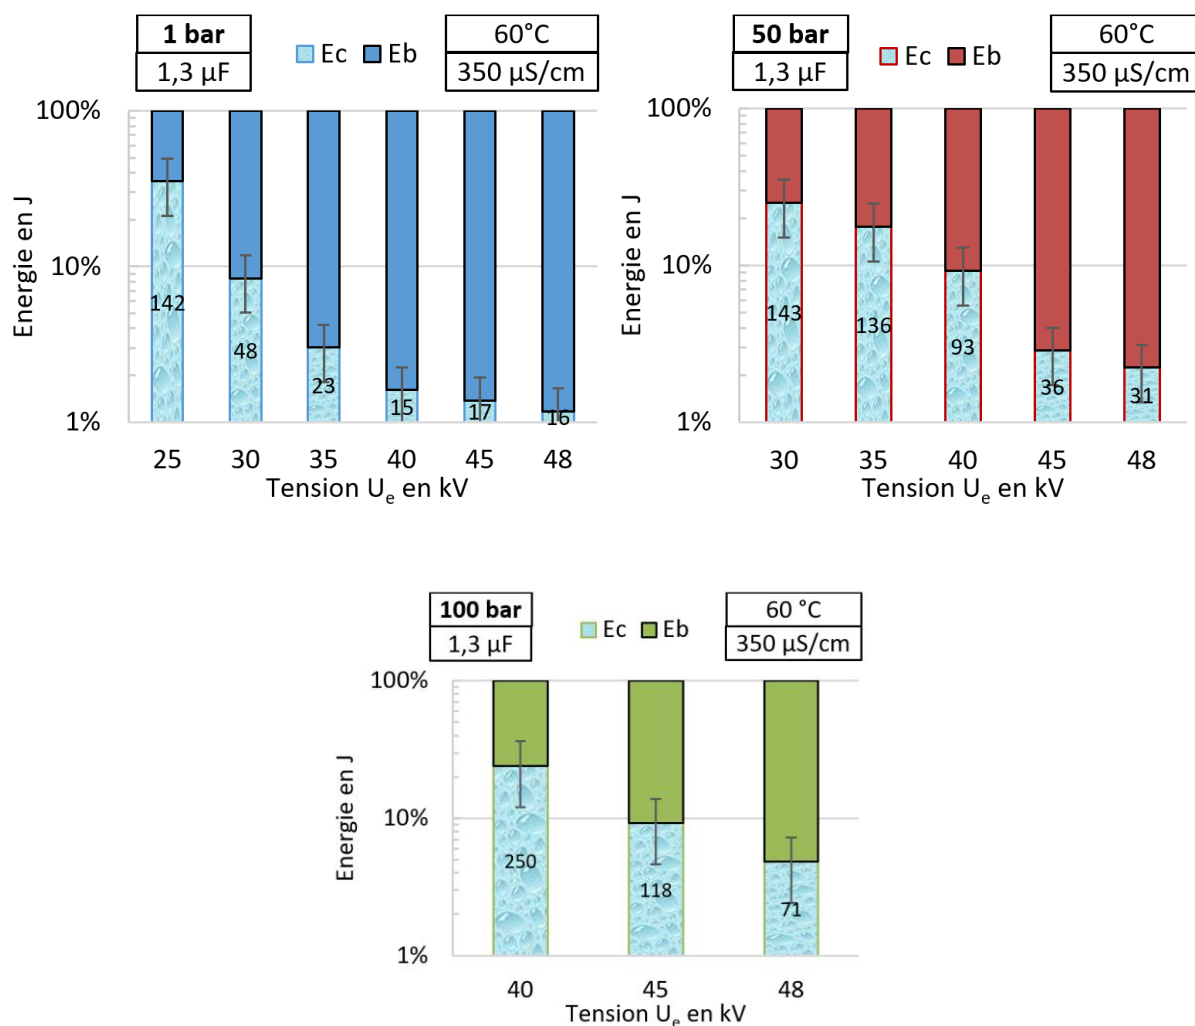 1 bar
1,3 µF
Ec Eb
60°C
350 µS/cm
100%
10%
1%
Energie en J
142
48
23
15
17
16
25 30 35 40 45 48
Tension Ue en kV
50 bar
1,3 µF
Ec Eb
60°C
350 µS/cm
100%
10%
1%
Energie en J
143
136
93
36
31
30 35 40 45 48
Tension Ue en kV
100 bar
1,3 µF
Ec Eb
60 °C
350 µS/cm
100%
10%
1%
Energie en J
250
118
71
40 45 48
Tension Ue en kV